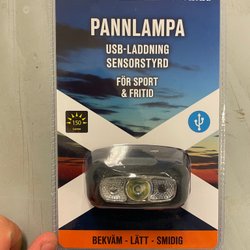 PANNLAMPA
USB-LADDNING
SENSORSTYRD
FÖR SPORT
& FRITID
150
BEKVÄM - LÄTT - SMIDIG